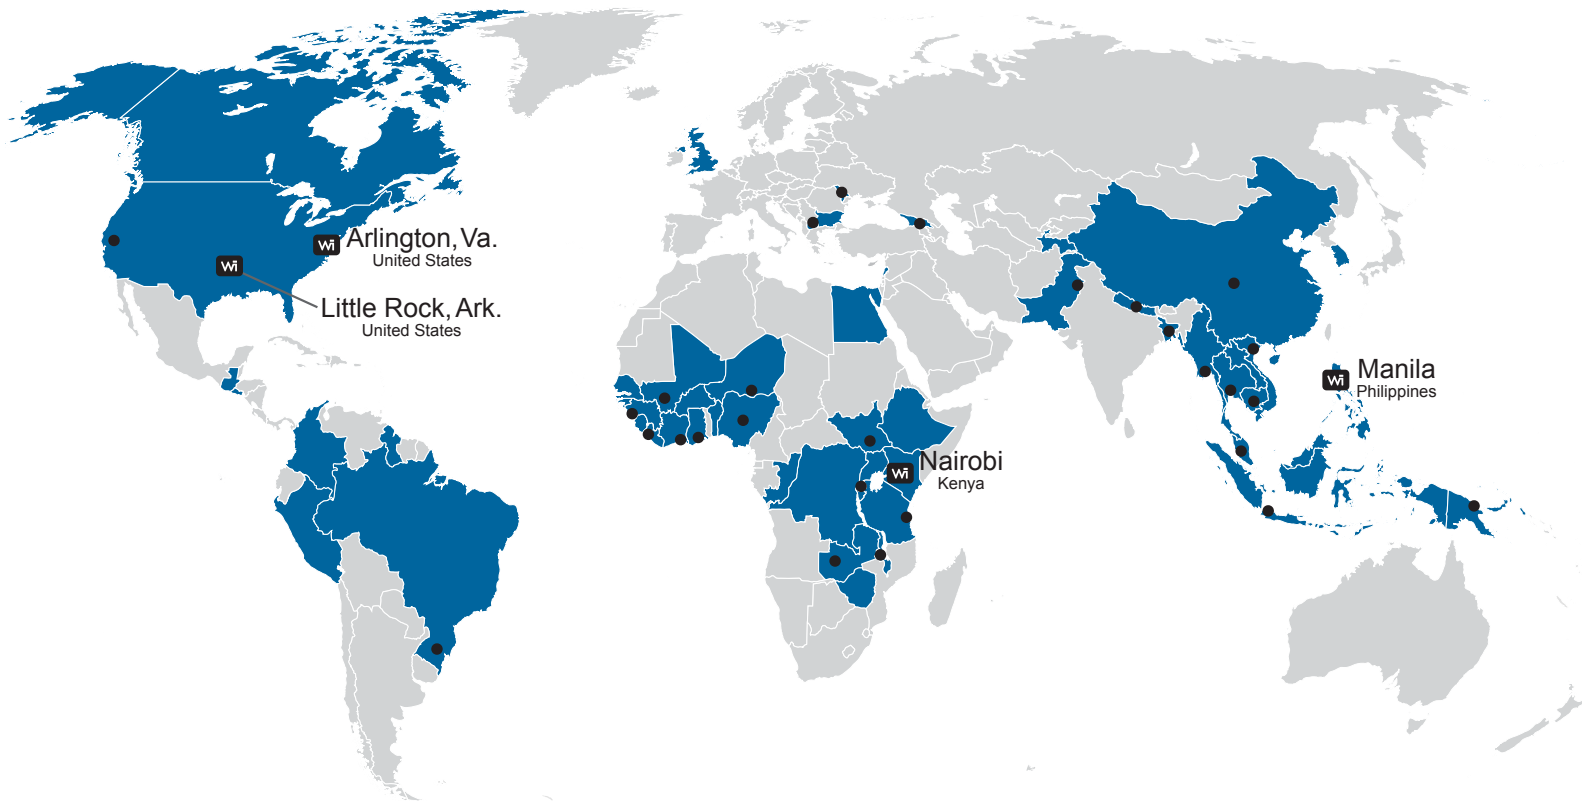 Wi
Arlington, Va.
United States
Wi
Little Rock, Ark.
United States
Wi
Manila
Philippines
Wi
Nairobi
Kenya